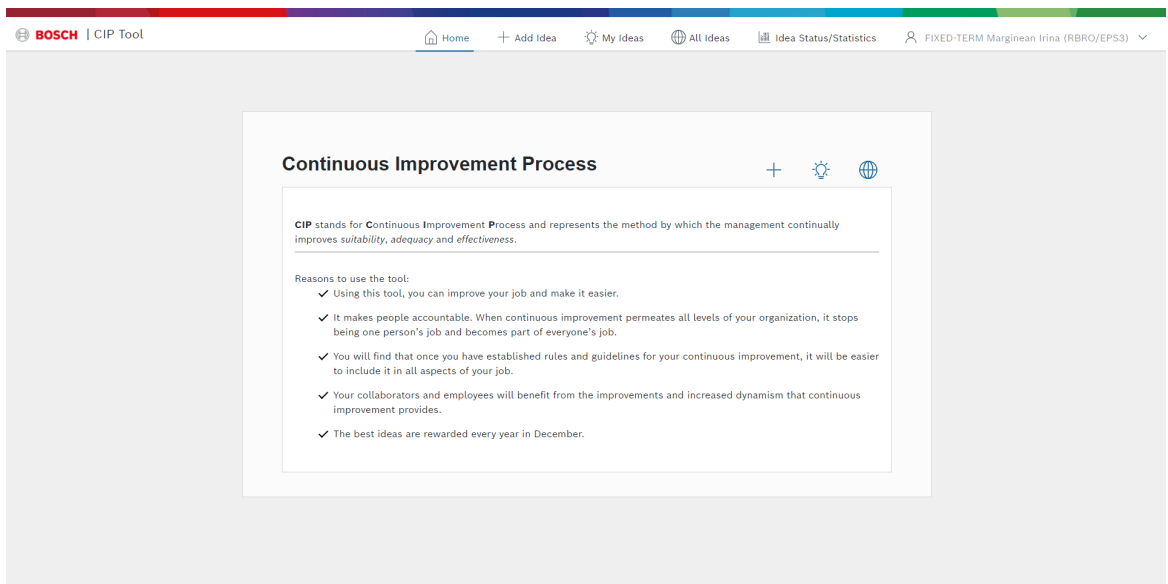 BOSCH | CIP Tool
Home
Add Idea
My Ideas
All Ideas
Idea Status/Statistics
FIXED-TERM Marginean Irina (RBRO/EPS3)
Continuous Improvement Process
CIP stands for Continuous Improvement Process and represents the method by which the management continually
improves suitability, adequacy and effectiveness.
Reasons to use the tool:
Using this tool, you can improve your job and make it easier.
It makes people accountable. When continuous improvement permeates all levels of your organization, it stops
being one person's job and becomes part of everyone's job.
You will find that once you have established rules and guidelines for your continuous improvement, it will be easier
to include it in all aspects of your job.
Your collaborators and employees will benefit from the improvements and increased dynamism that continuous
improvement provides.
The best ideas are rewarded every year in December.